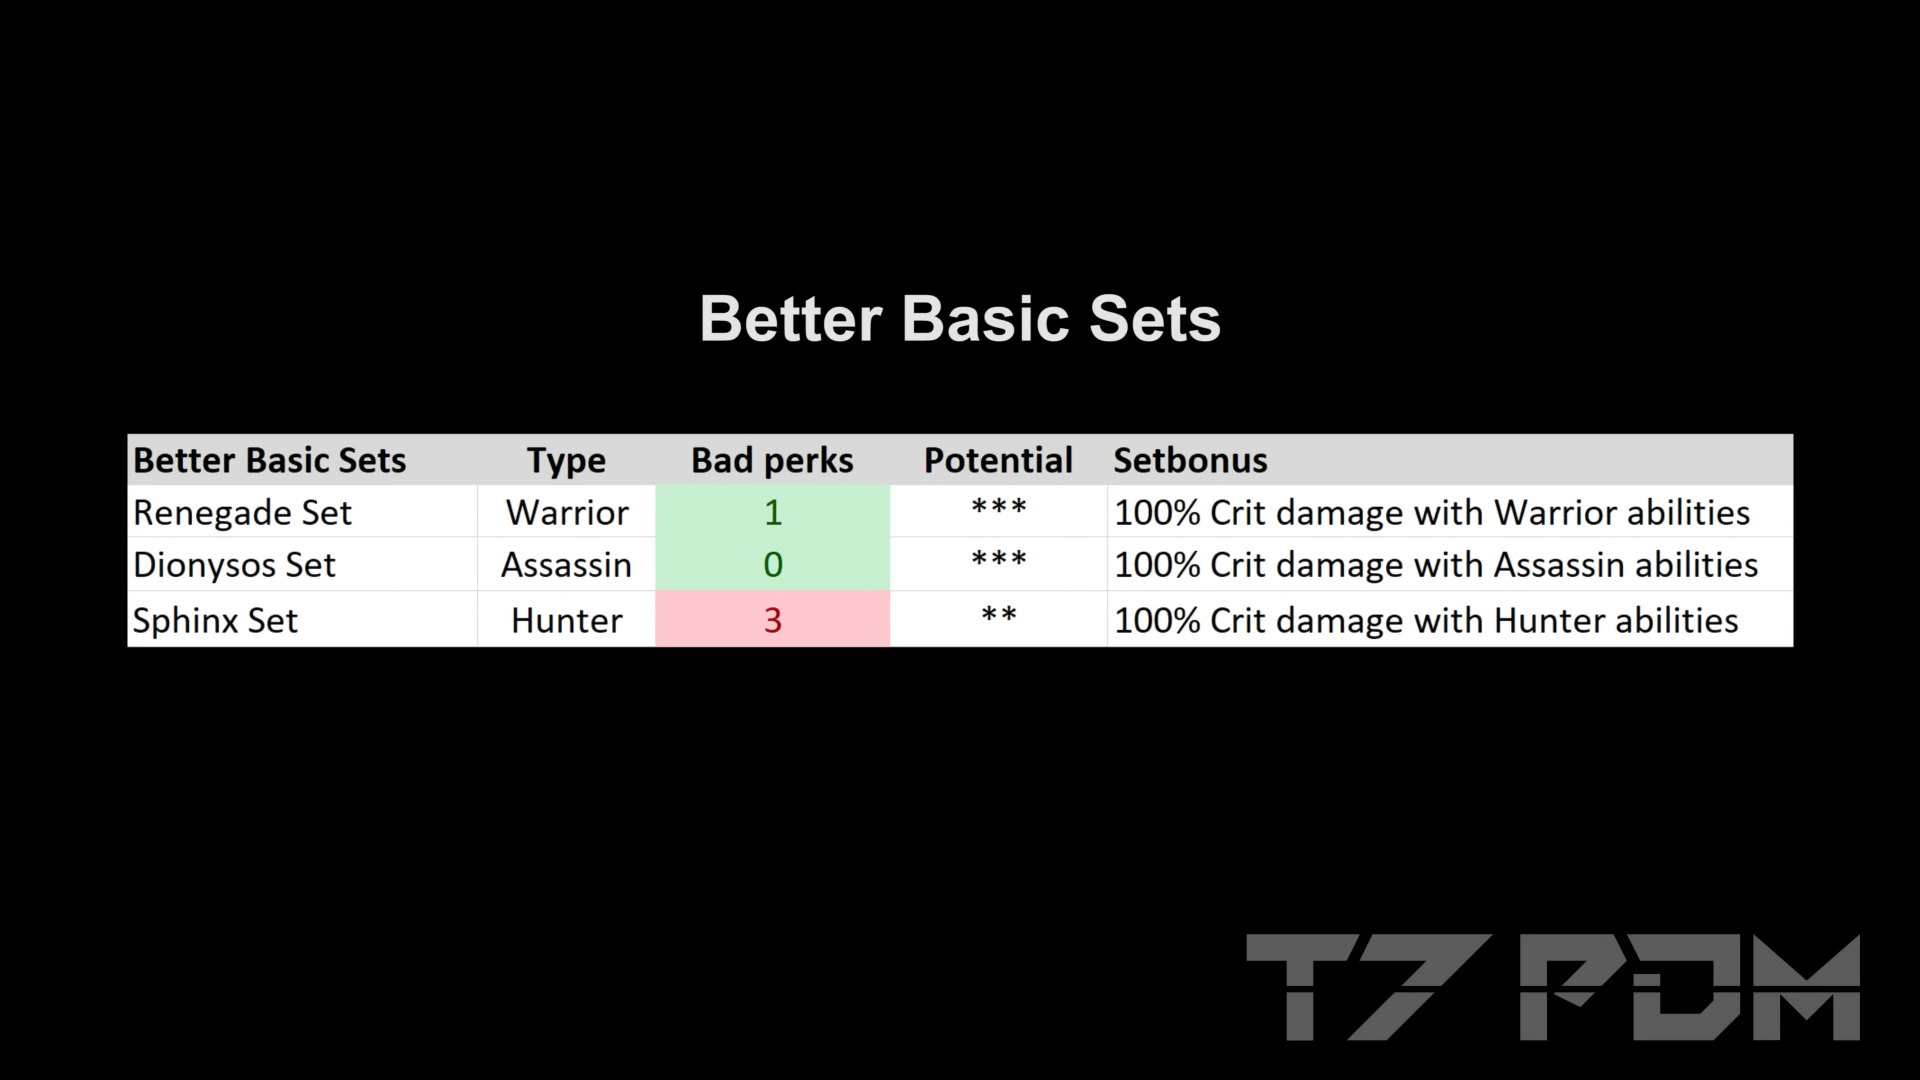 Better Basic Sets
Better Basic Sets Type Bad perks Potential Setbonus
Renegade Set Warrior 1 *** 100% Crit damage with Warrior abilities
Dionysos Set Assassin 0 *** 100% Crit damage with Assassin abilities
Sphinx Set Hunter 3 ** 100% Crit damage with Hunter abilities
T7 PDM